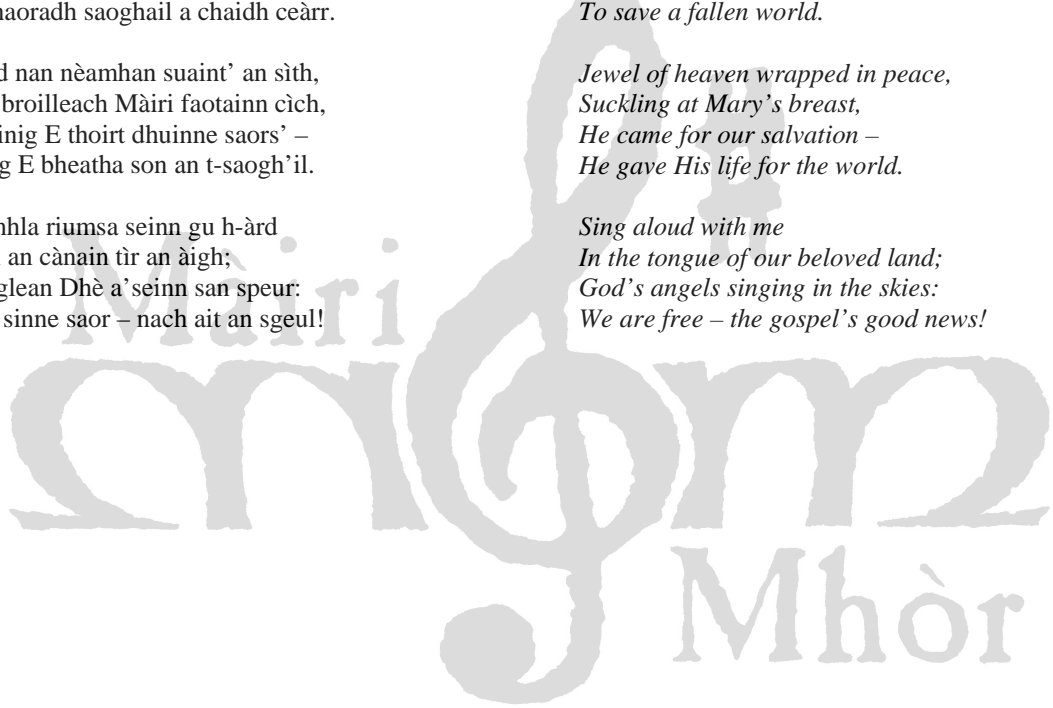 saoghail a chaidh ceàrr.
nan nèamhan suaint' an sìth,
broilleach Màiri faotainn cìch,
E thoirt dhuinne saors' –
E bheatha son an t-saogh'il.
riumsa seinn gu h-àrd
an cànain tìr an àigh;
Dhè a'seinn san speur:
sinne saor – nach ait an sgeul!
To save a fallen world.
Jewel of heaven wrapped in peace,
Suckling at Mary's breast,
He came for our salvation –
He gave His life for the world.
Sing aloud with me
In the tongue of our beloved land;
God's angels singing in the skies:
We are free – the gospel's good news!
Màiri
Mhòr